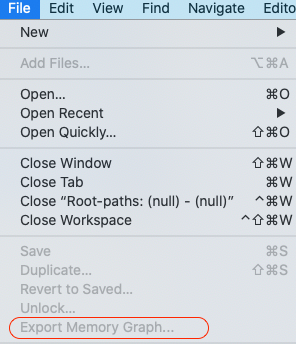 File Edit View Find Navigate Edito
New
Add Files... ⌥⌘A
Open... ⌘O
Open Recent
Open Quickly... ⇧⌘O
Close Window ⇧⌘W
Close Tab ⌘W
Close “Root-paths: (null) - (null)” ^⌘W
Close Workspace ^⌥⌘W
Save ⌘S
Duplicate... ⇧⌘S
Revert to Saved...
Unlock...
Export Memory Graph...